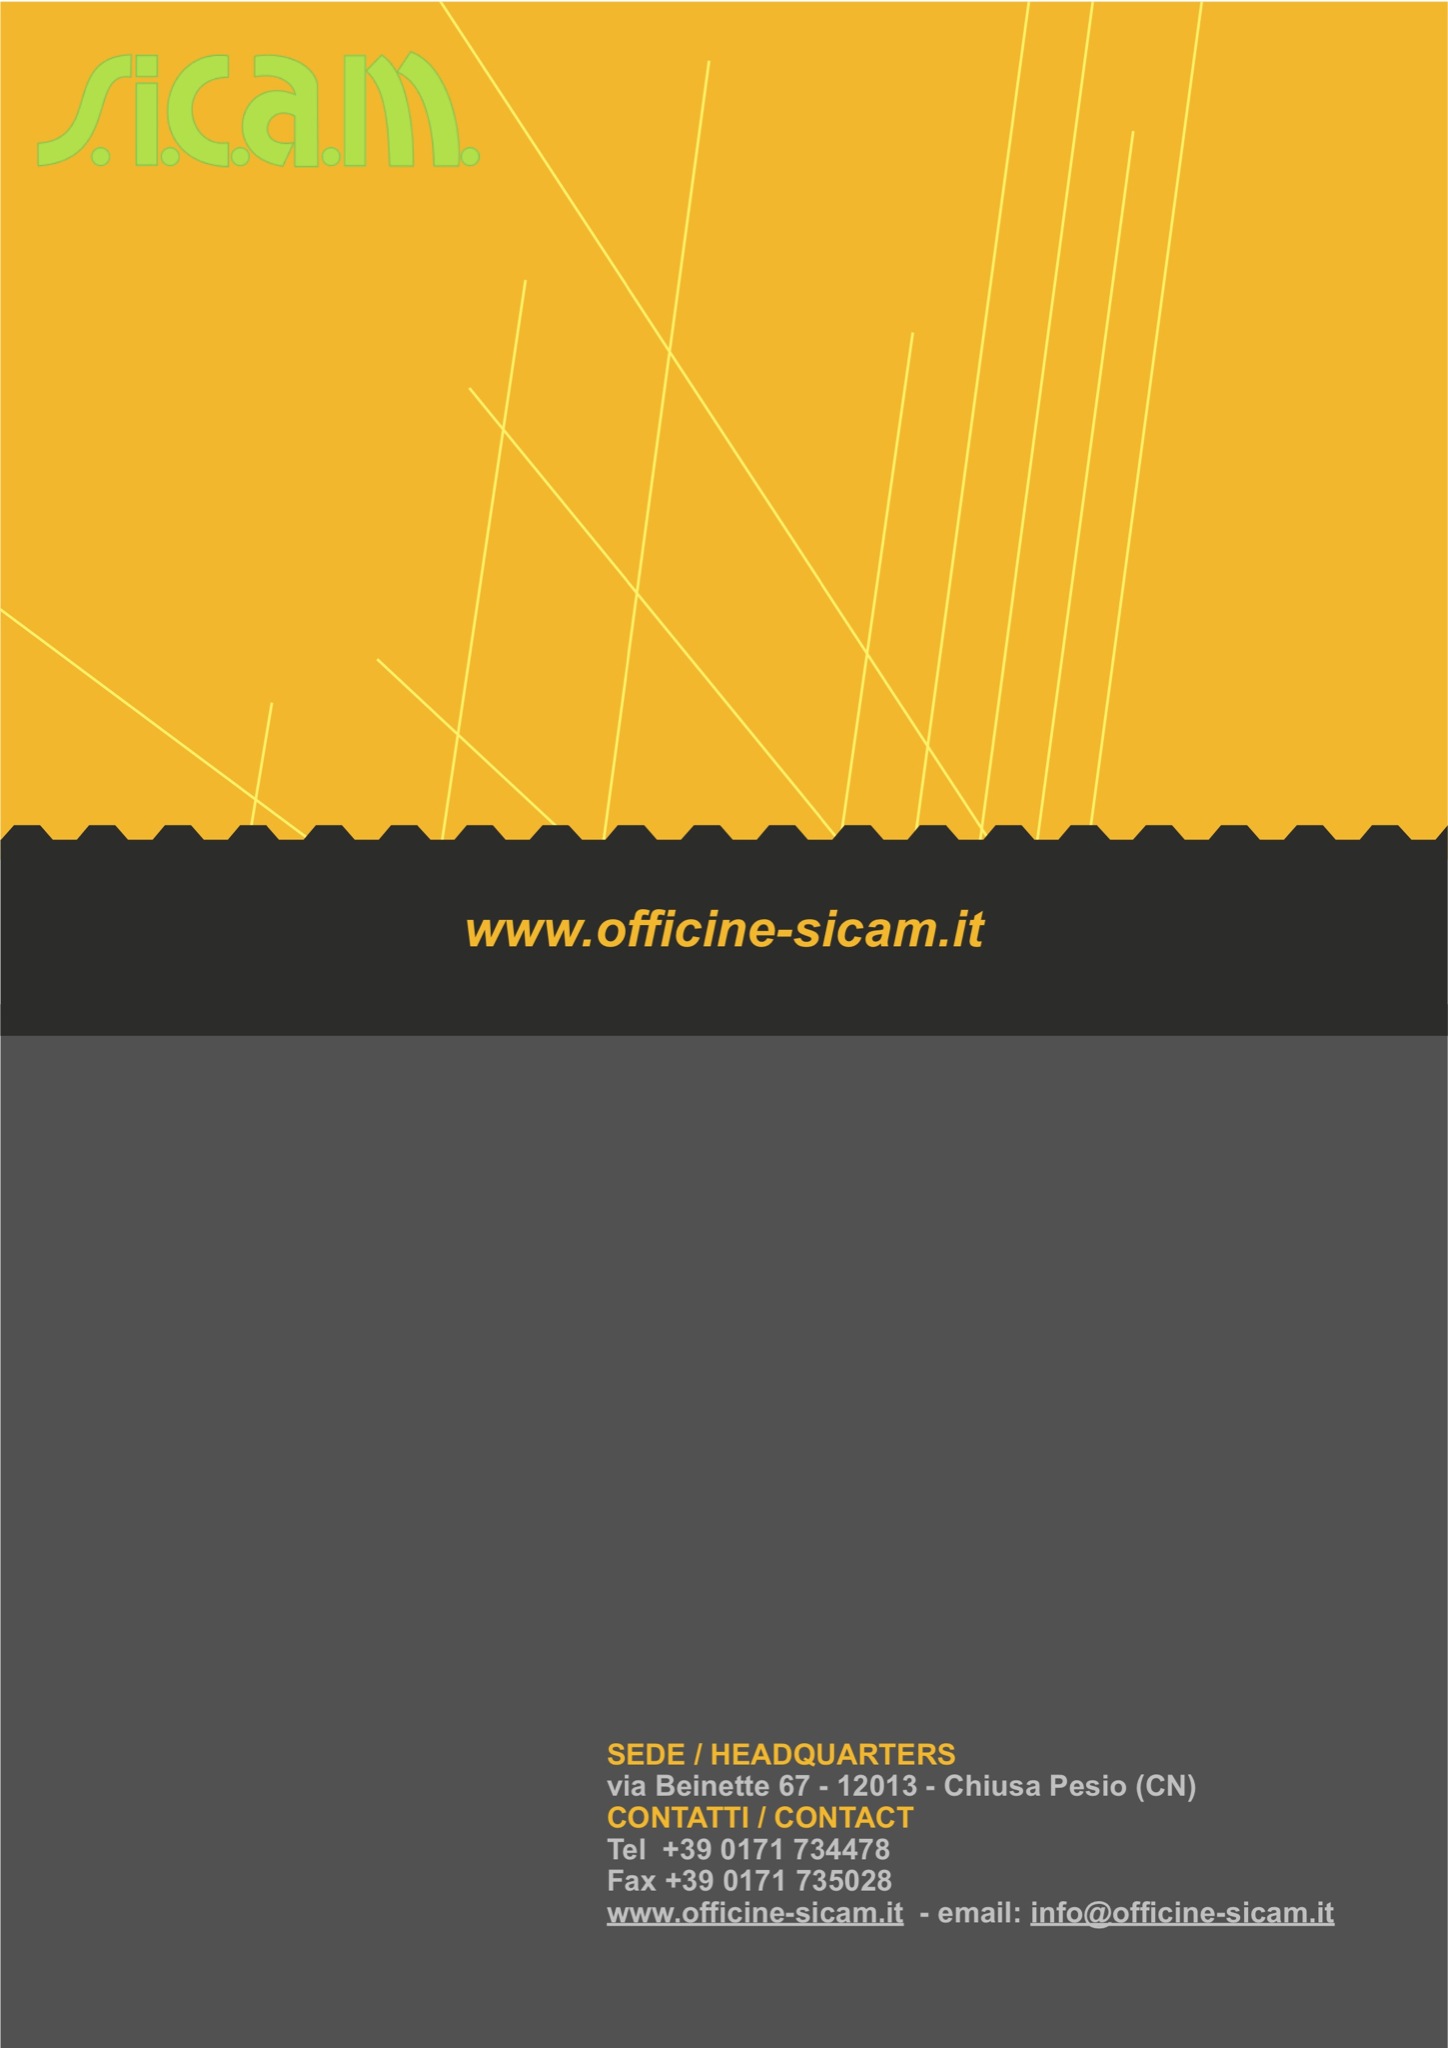 s.i.c.a.m.
www.officine-sicam.it
SEDE / HEADQUARTERS
via Beinette 67 - 12013 - Chiusa Pesio (CN)
CONTATTI / CONTACT
Tel  +39 0171 734478
Fax +39 0171 735028
www.officine-sicam.it  - email: info@officine-sicam.it